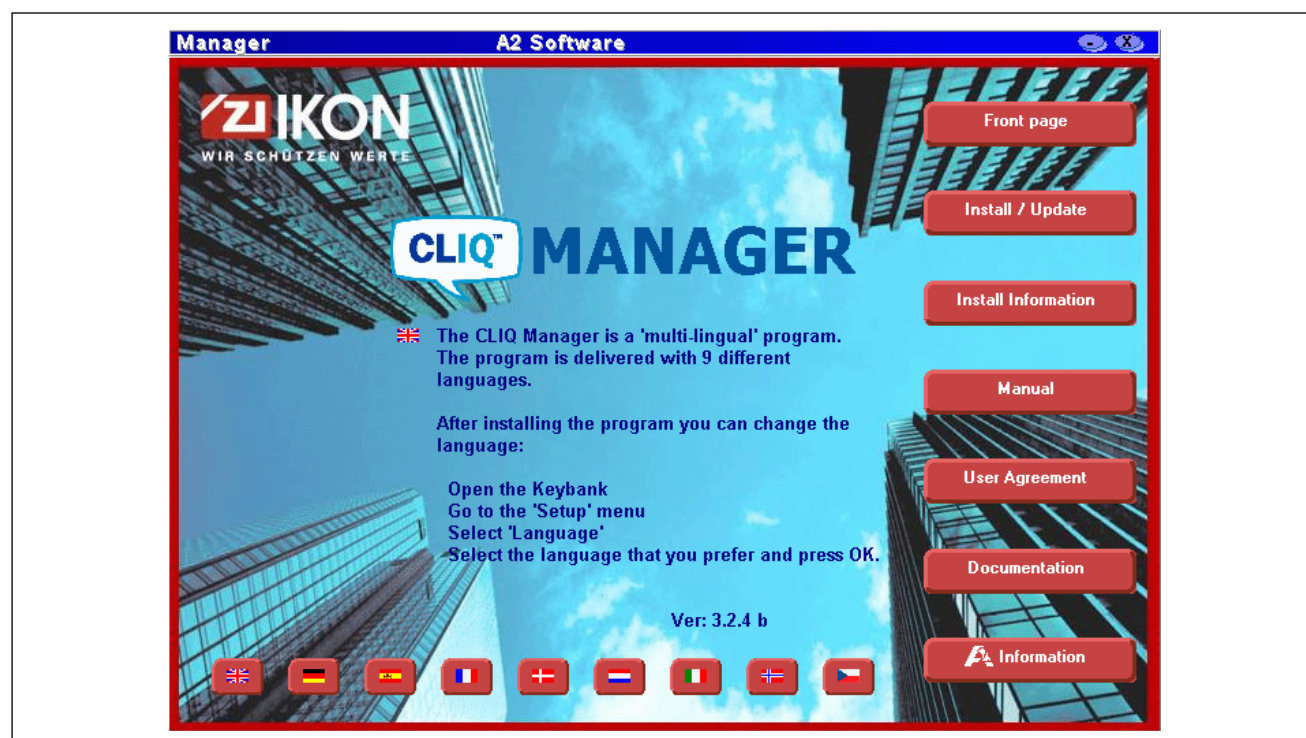 Manager
A2 Software
ZI IKON
WIR SCHÜTZEN WERTE
CLIQ™ MANAGER
The CLIQ Manager is a 'multi-lingual' program.
The program is delivered with 9 different
languages.
After installing the program you can change the
language:
Open the Keybank
Go to the 'Setup' menu
Select 'Language'
Select the language that you prefer and press OK.
Ver: 3.2.4 b
Front page
Install / Update
Install Information
Manual
User Agreement
Documentation
Information